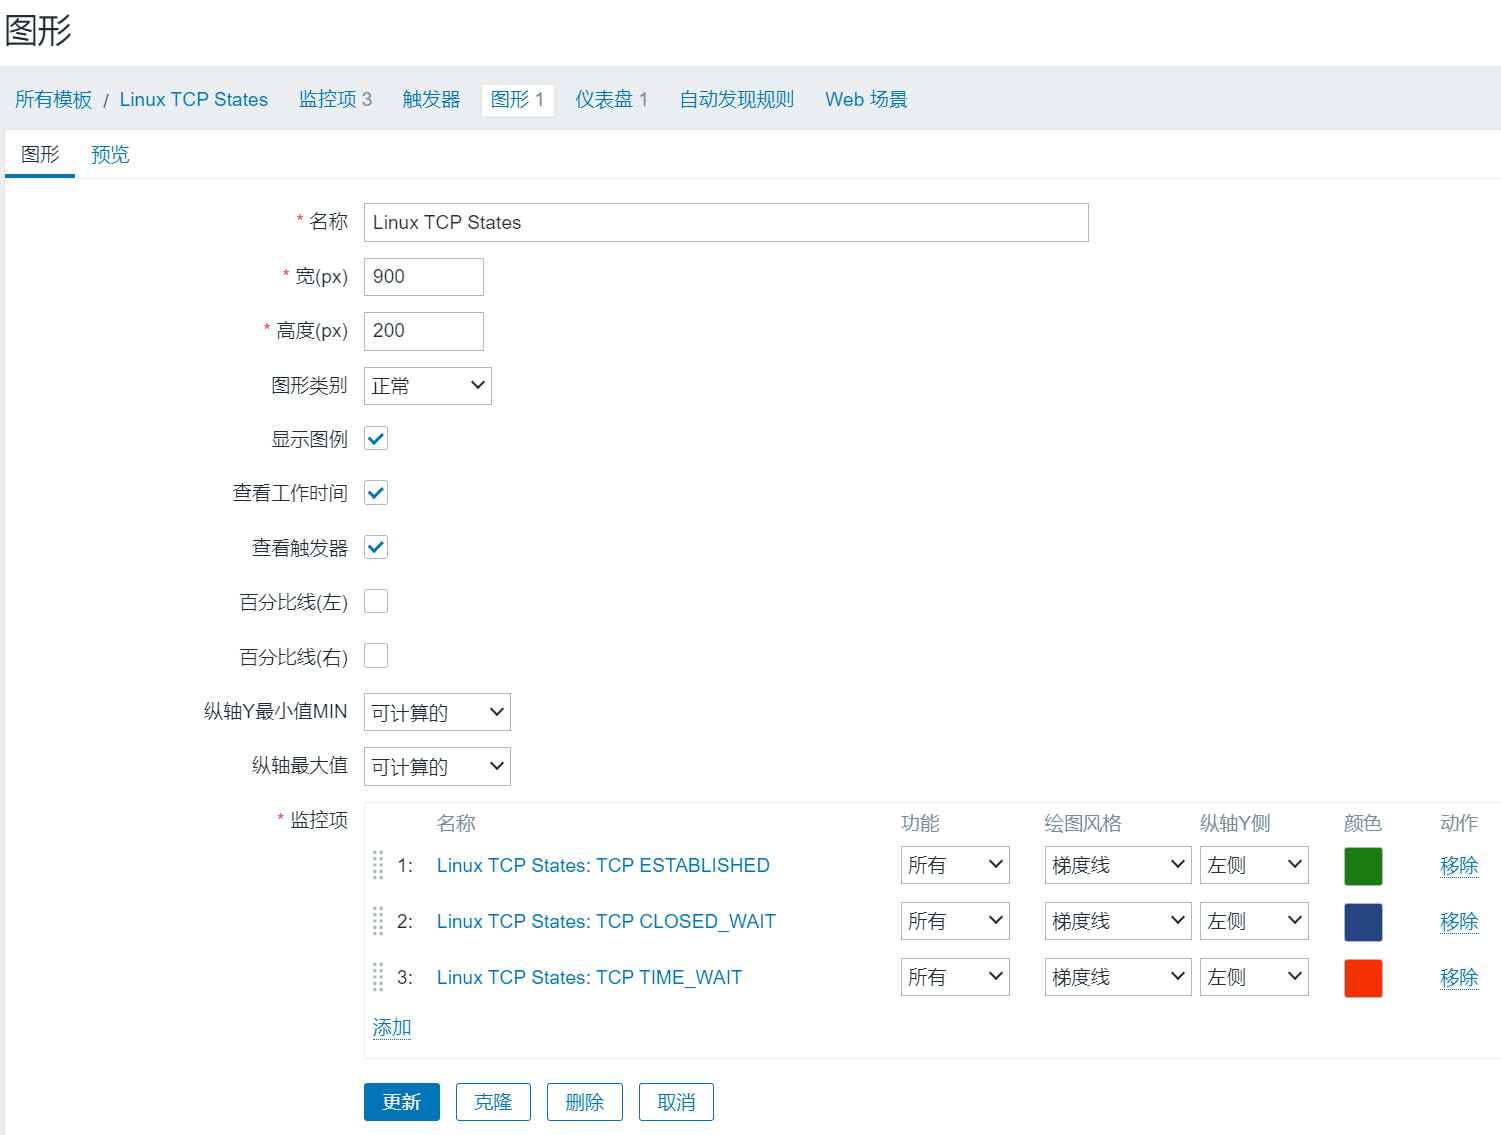 图形
所有模板 / Linux TCP States 监控项 3 触发器 图形 1 仪表盘 1 自动发现规则 Web 场景
图形 预览
* 名称 Linux TCP States
* 宽(px) 900
* 高度(px) 200
图形类别 正常
显示图例
查看工作时间
查看触发器
百分比线(左)
百分比线(右)
纵轴Y最小值MIN 可计算的
纵轴最大值 可计算的
* 监控项 名称 功能 绘图风格 纵轴Y侧 颜色 动作
1: Linux TCP States: TCP ESTABLISHED 所有 梯度线 左侧 移除
2: Linux TCP States: TCP CLOSED_WAIT 所有 梯度线 左侧 移除
3: Linux TCP States: TCP TIME_WAIT 所有 梯度线 左侧 移除
添加
更新 克隆 删除 取消